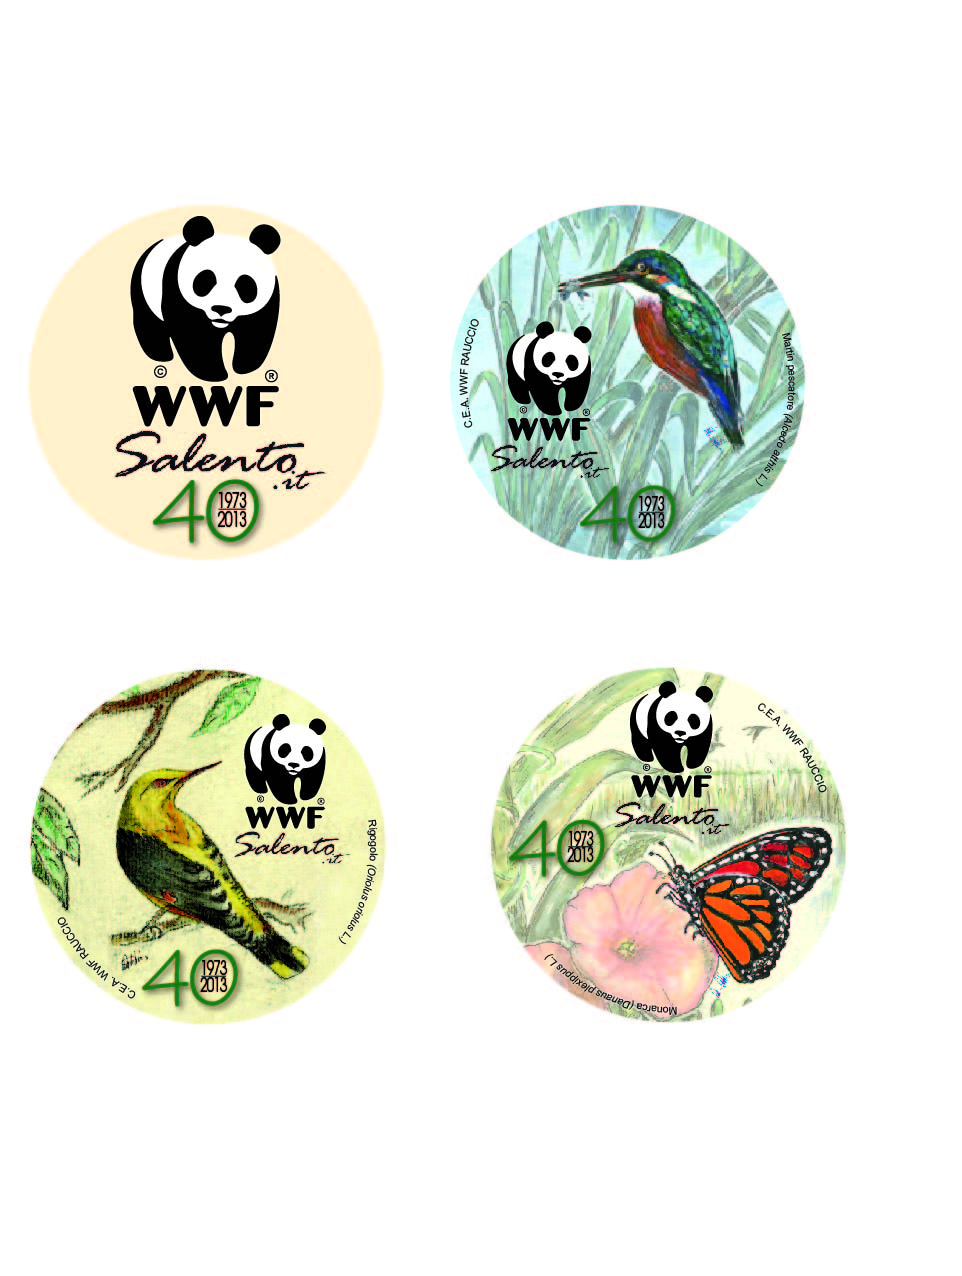 ©
®
WWF
Salento
.it
40
1973
2013
C.E.A. WWF RAUCCIO
Martin pescatore (Alcedo atthis L.)
©
®
WWF
Salento
.it
40
1973
2013
©
®
WWF
Salento
.it
Rigogolo (Oriolus oriolus L.)
C.E.A. WWF RAUCCIO
40
1973
2013
C.E.A. WWF RAUCCIO
©
®
WWF
Salento
.it
40
1973
2013
Monarca (Danaus plexippus L.)